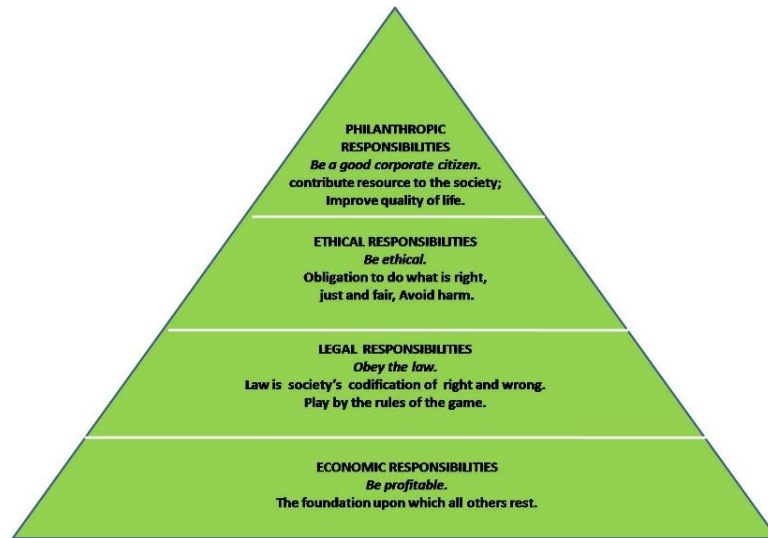 PHILANTHROPIC
RESPONSIBILITIES
Be a good corporate citizen.
contribute resource to the society;
Improve quality of life.
ETHICAL RESPONSIBILITIES
Be ethical.
Obligation to do what is right,
just and fair, Avoid harm.
LEGAL RESPONSIBILITIES
Obey the law.
Law is society's codification of right and wrong.
Play by the rules of the game.
ECONOMIC RESPONSIBILITIES
Be profitable.
The foundation upon which all others rest.